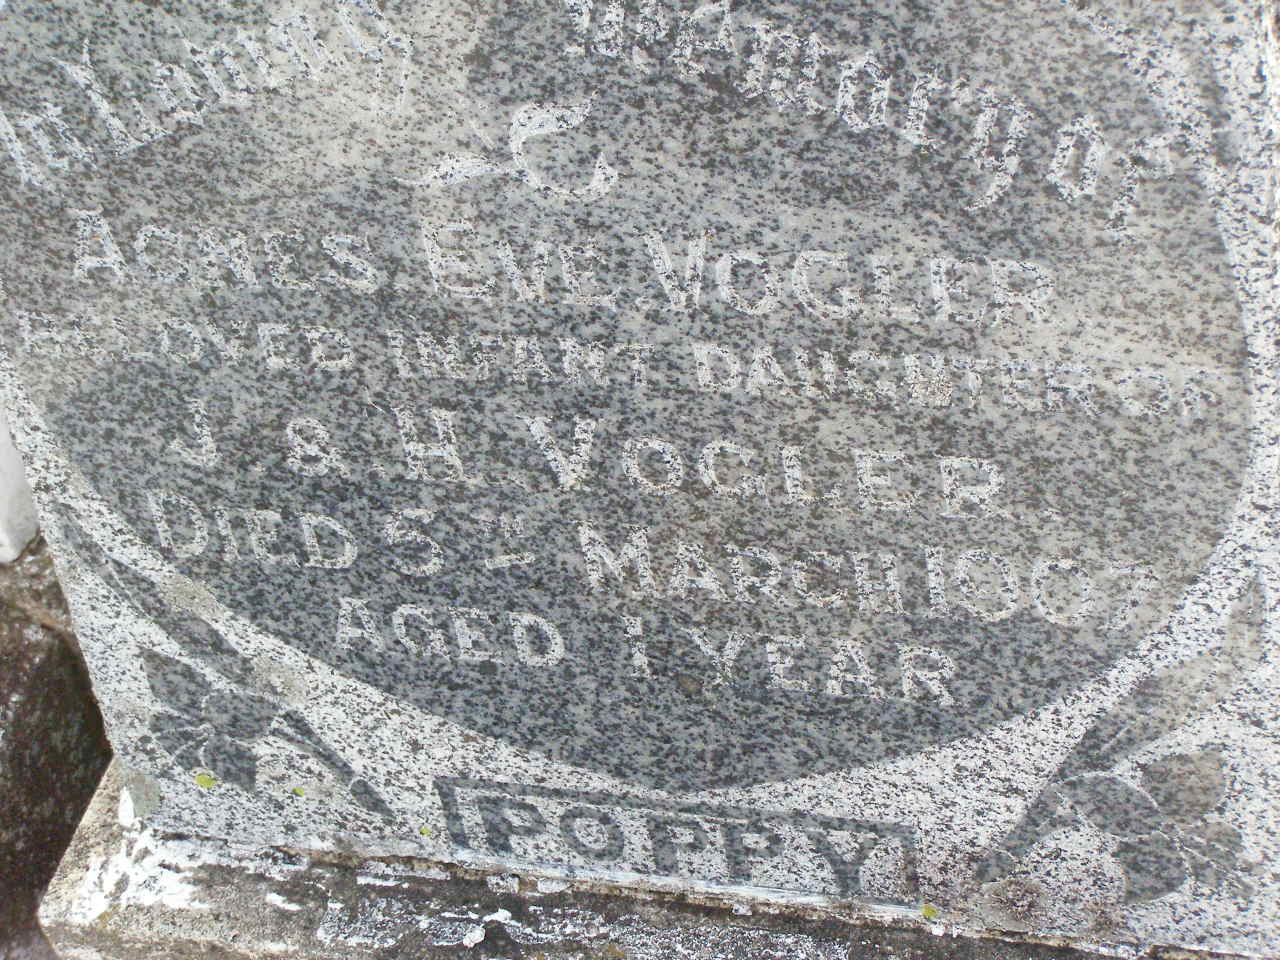 In Loving Memory of
AGNES EVE VOGLER
LOVED INFANT DAUGHTER OF
J & H VOGLER
DIED 5TH MARCH 1907
AGED 1 YEAR
POPPY